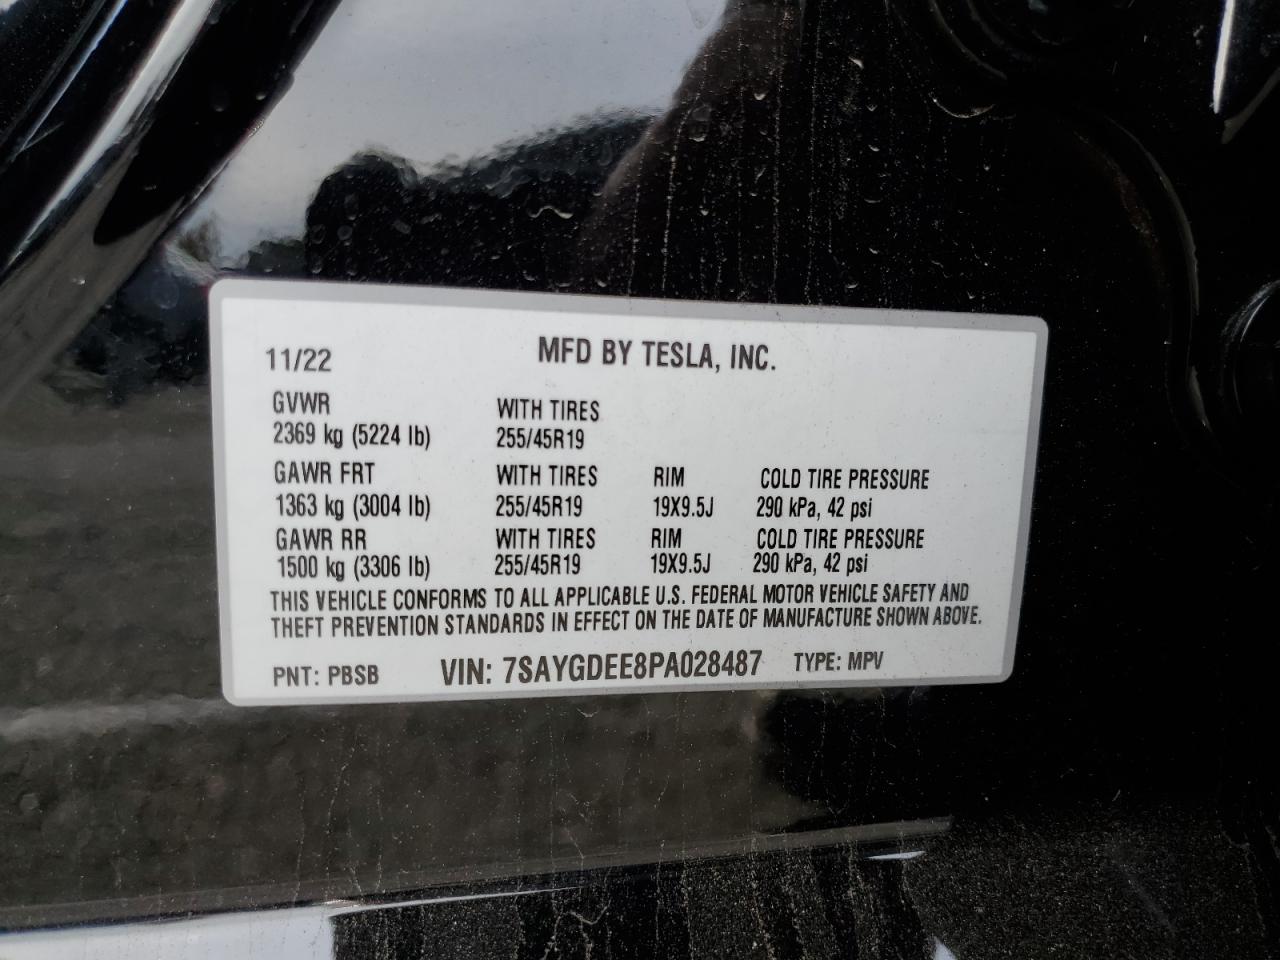 11/22 MFD BY TESLA, INC.
GVWR WITH TIRES
2369 kg (5224 lb) 255/45R19
GAWR FRT WITH TIRES RIM COLD TIRE PRESSURE
1363 kg (3004 lb) 255/45R19 19X9.5J 290 kPa, 42 psi
GAWR RR WITH TIRES RIM COLD TIRE PRESSURE
1500 kg (3306 lb) 255/45R19 19X9.5J 290 kPa, 42 psi
THIS VEHICLE CONFORMS TO ALL APPLICABLE U.S. FEDERAL MOTOR VEHICLE SAFETY AND
THEFT PREVENTION STANDARDS IN EFFECT ON THE DATE OF MANUFACTURE SHOWN ABOVE.
PNT: PBSB VIN: 7SAYGDEE8PA028487 TYPE: MPV